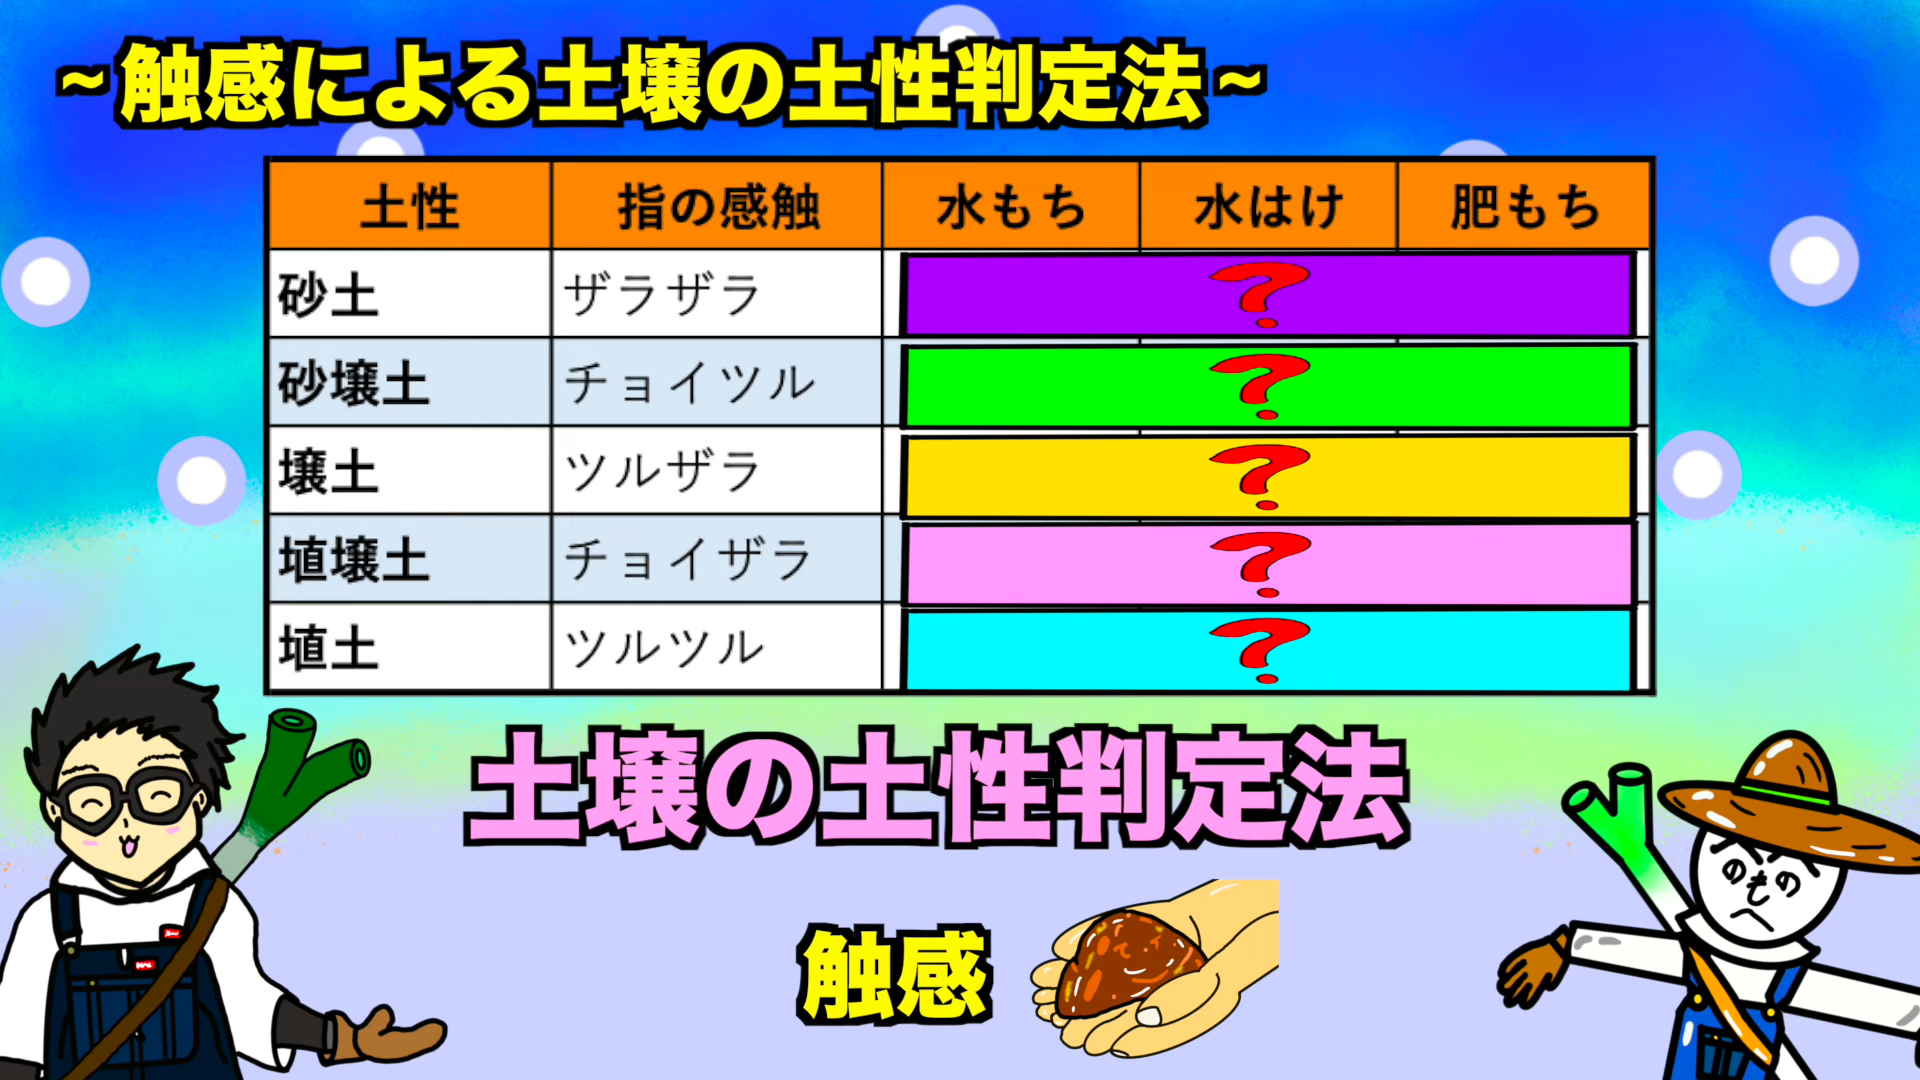 ~触感による土壌の土性判定法~
土性 指の感触 水もち 水はけ 肥もち
砂土 ザラザラ ?
砂壌土 チョイツル ?
壌土 ツルザラ ?
埴壌土 チョイザラ ?
埴土 ツルツル ?
土壌の土性判定法
触感